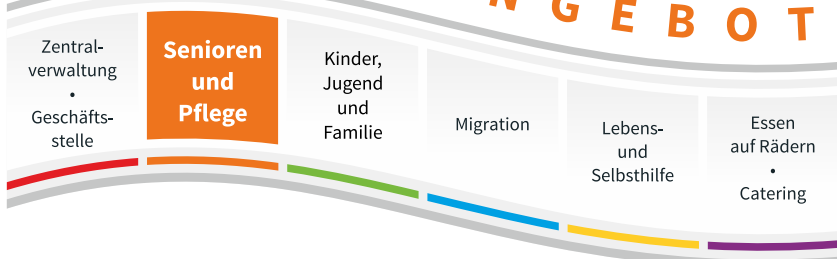 NGEBOT
Zentral-
verwaltung
•
Geschäfts-
stelle
Senioren
und
Pflege
Kinder,
Jugend
und
Familie
Migration
Lebens-
und
Selbsthilfe
Essen
auf Rädern
•
Catering